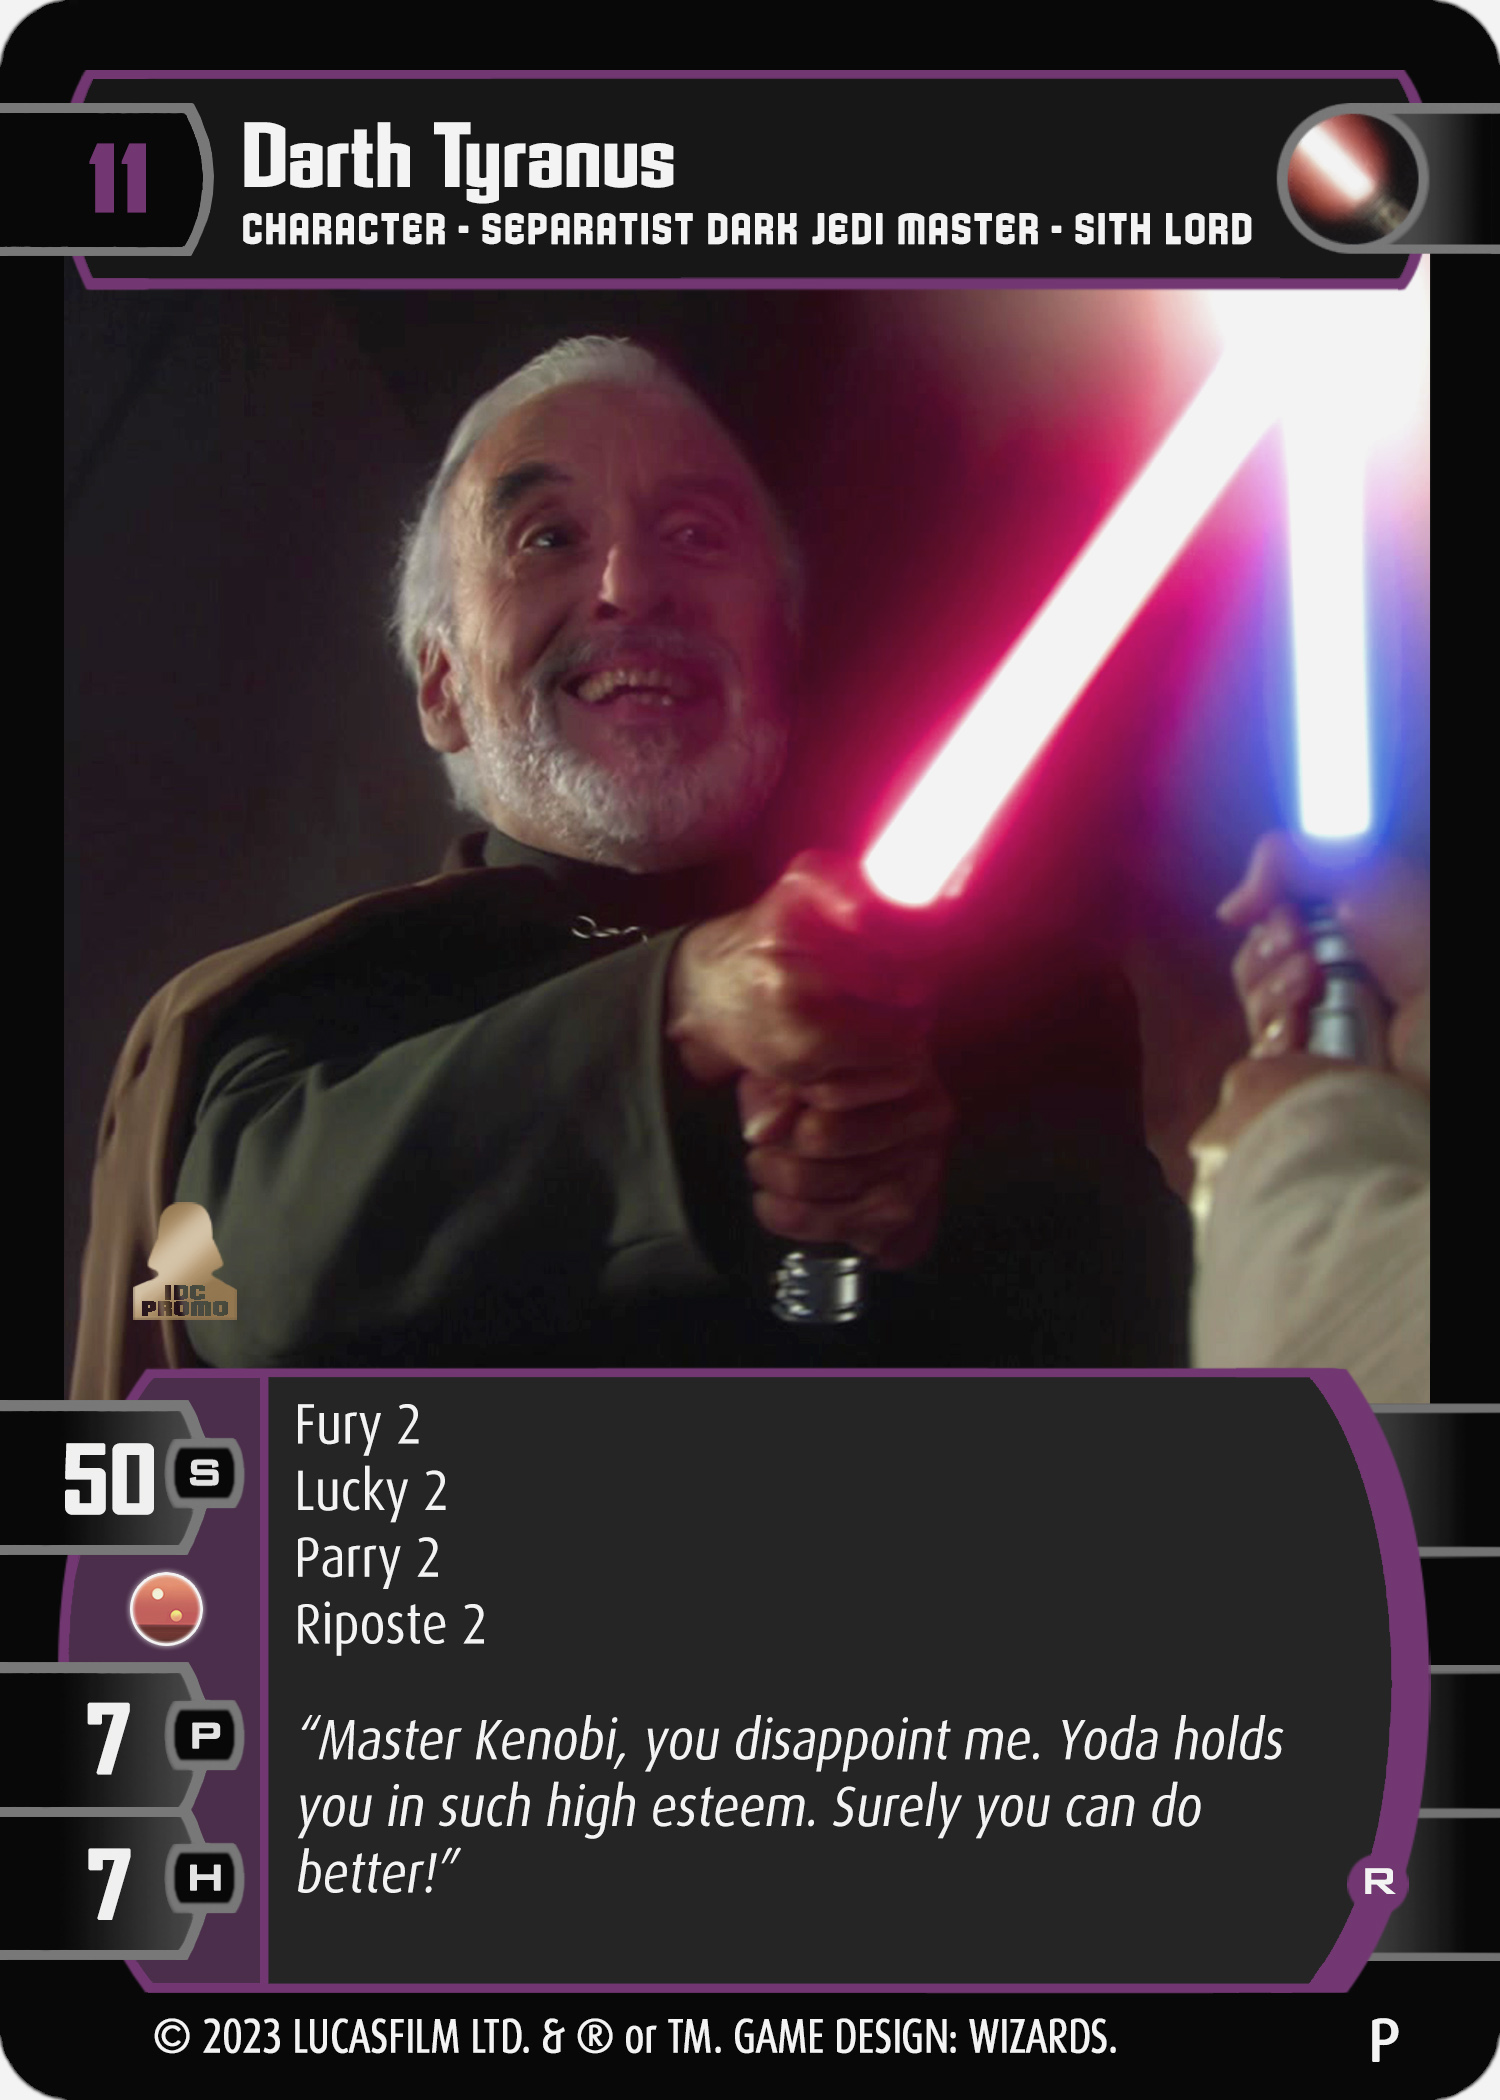 11
Darth Tyranus
CHARACTER - SEPARATIST DARK JEDI MASTER - SITH LORD
IDC
PROMO
50 S
Fury 2
Lucky 2
Parry 2
Riposte 2
7 P
“Master Kenobi, you disappoint me. Yoda holds
you in such high esteem. Surely you can do
better!”
7 H
R
© 2023 LUCASFILM LTD. & ® or TM. GAME DESIGN: WIZARDS.
P